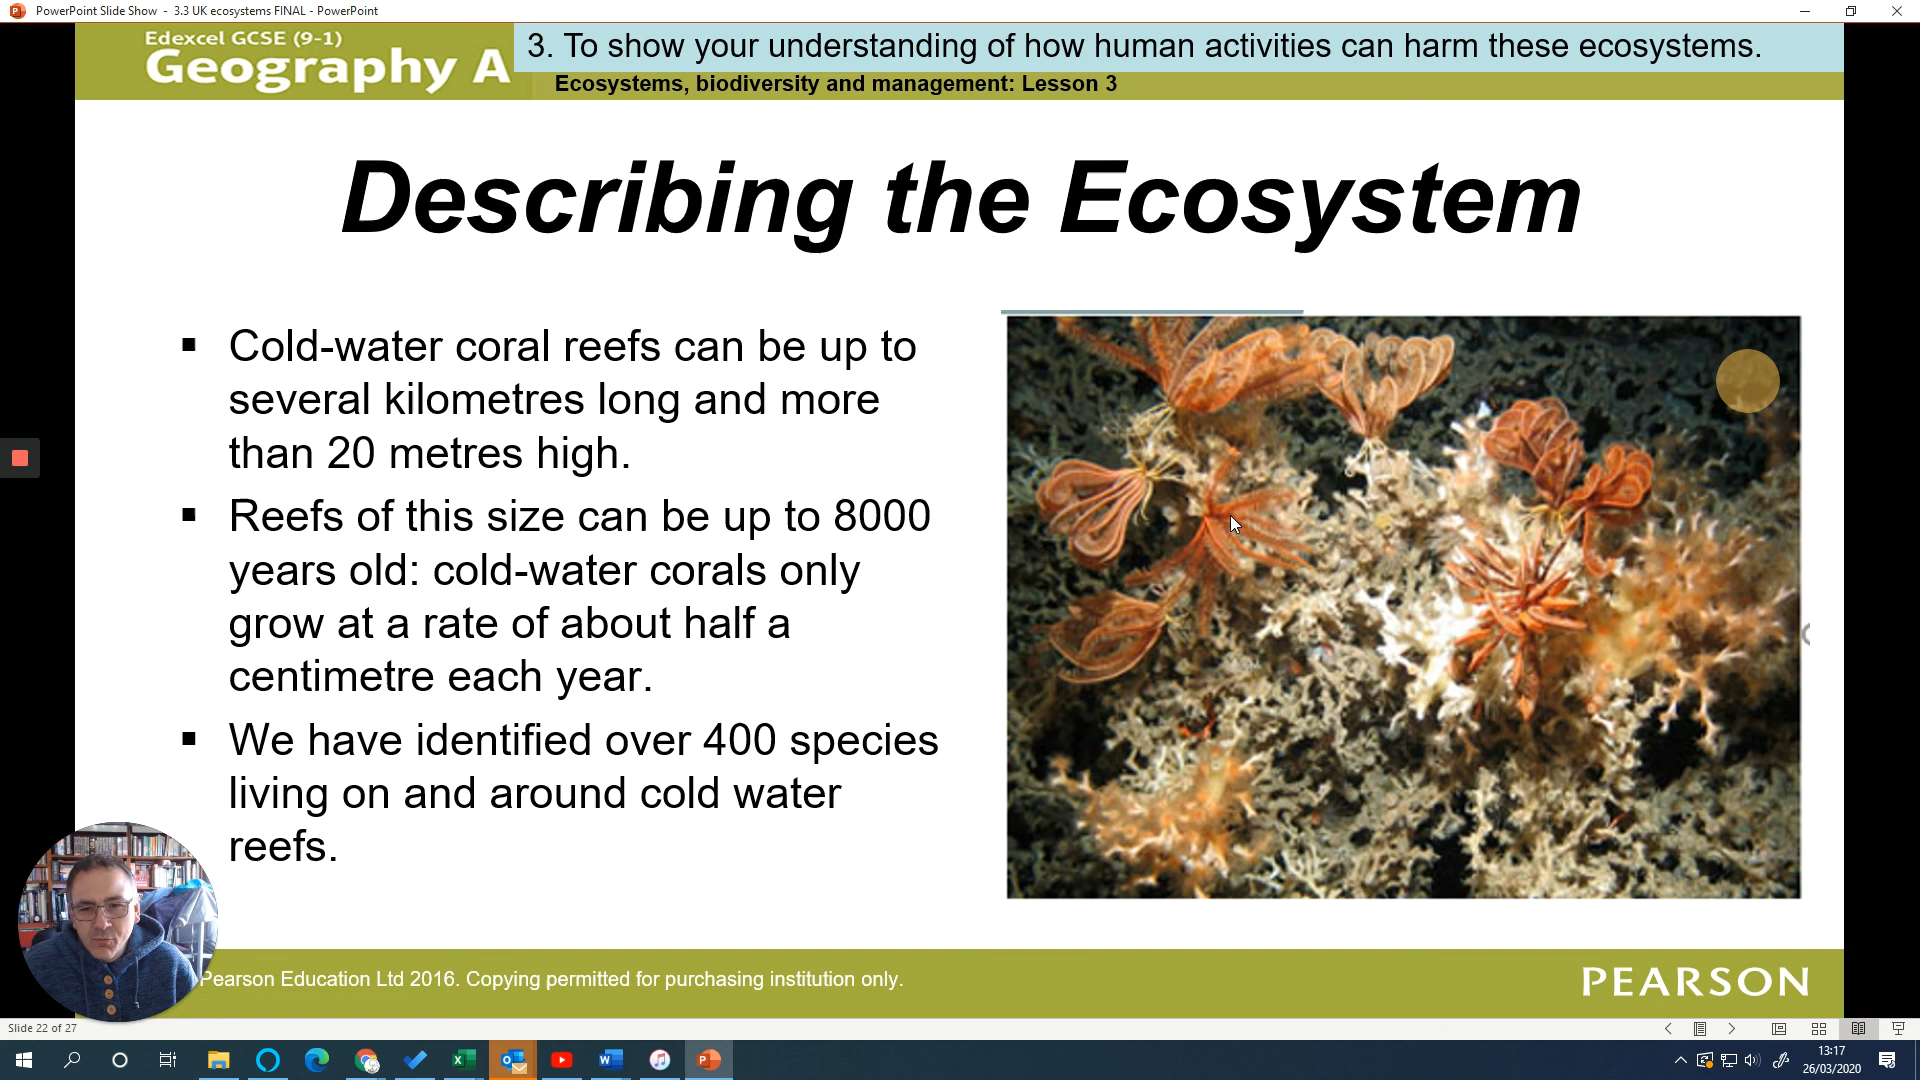 PowerPoint Slide Show - 3.3 UK ecosystems FINAL - PowerPoint
Edexcel GCSE (9-1)
Geography A
3. To show your understanding of how human activities can harm these ecosystems.
Ecosystems, biodiversity and management: Lesson 3
Describing the Ecosystem
▪ Cold-water coral reefs can be up to
several kilometres long and more
than 20 metres high.
▪ Reefs of this size can be up to 8000
years old: cold-water corals only
grow at a rate of about half a
centimetre each year.
▪ We have identified over 400 species
living on and around cold water
reefs.
Pearson Education Ltd 2016. Copying permitted for purchasing institution only.
PEARSON
Slide 22 of 27
13:17
26/03/2020